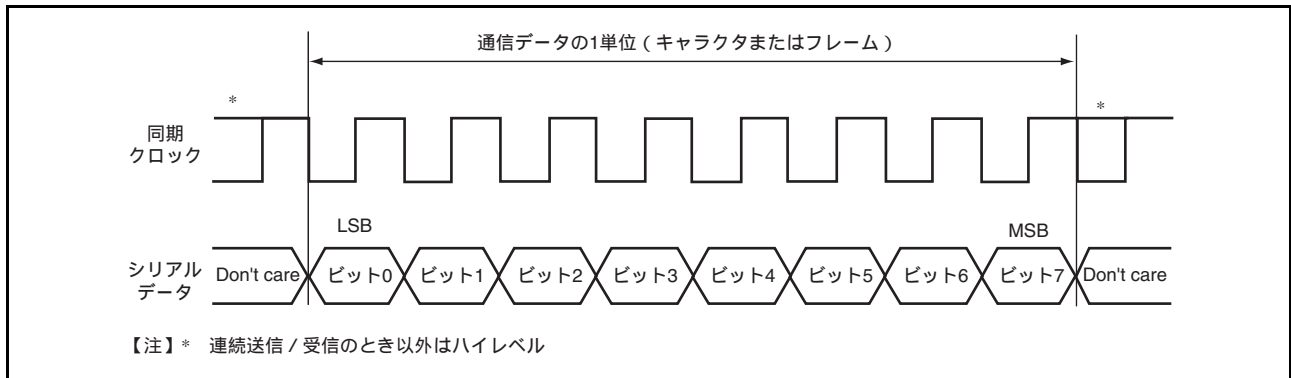 通信データの1単位（キャラクタまたはフレーム）
*
*
同期
クロック
LSB
MSB
シリアル
データ
Don't care
ビット0
ビット1
ビット2
ビット3
ビット4
ビット5
ビット6
ビット7
Don't care
【注】* 連続送信 / 受信のとき以外はハイレベル